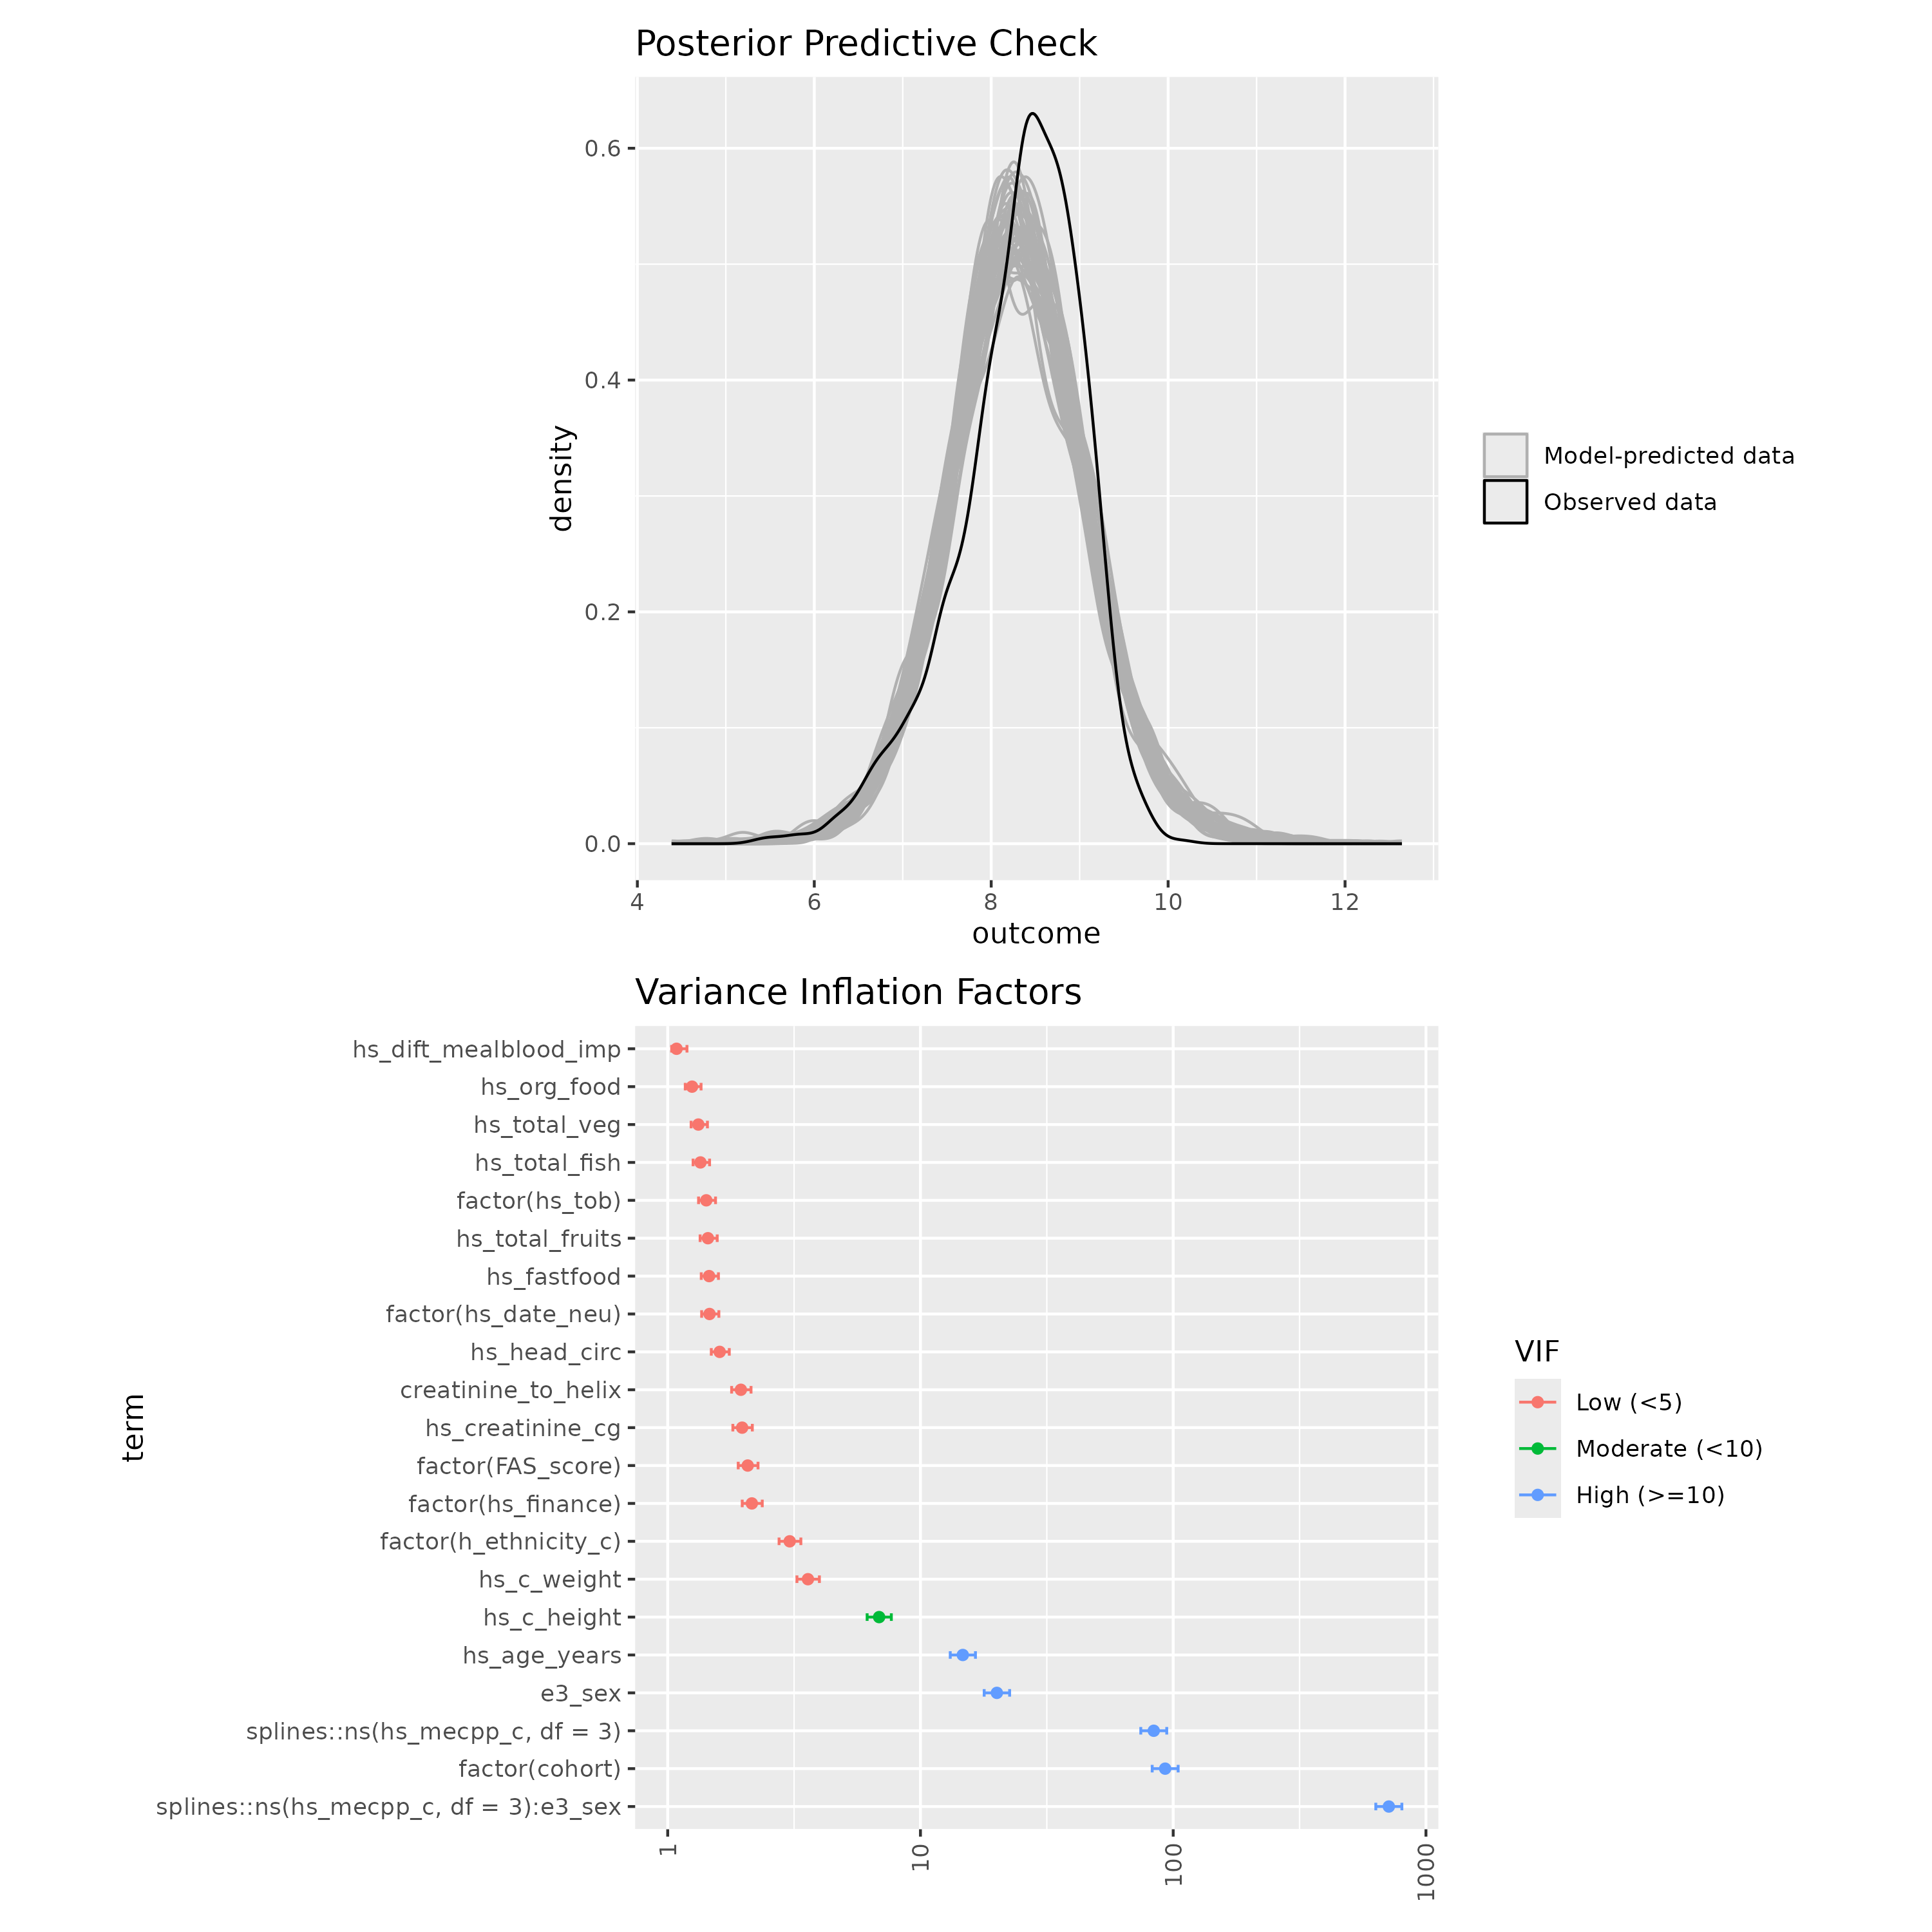 Posterior Predictive Check
0.6
0.4
0.2
0.0
density
4 6 8 10 12
outcome
Model-predicted data
Observed data
Variance Inflation Factors
hs_dift_mealblood_imp
hs_org_food
hs_total_veg
hs_total_fish
factor(hs_tob)
hs_total_fruits
hs_fastfood
factor(hs_date_neu)
hs_head_circ
creatinine_to_helix
hs_creatinine_cg
factor(FAS_score)
factor(hs_finance)
factor(h_ethnicity_c)
hs_c_weight
hs_c_height
hs_age_years
e3_sex
splines::ns(hs_mecpp_c, df = 3)
factor(cohort)
splines::ns(hs_mecpp_c, df = 3):e3_sex
term
1 10 100 1000
VIF
Low (<5)
Moderate (<10)
High (>=10)